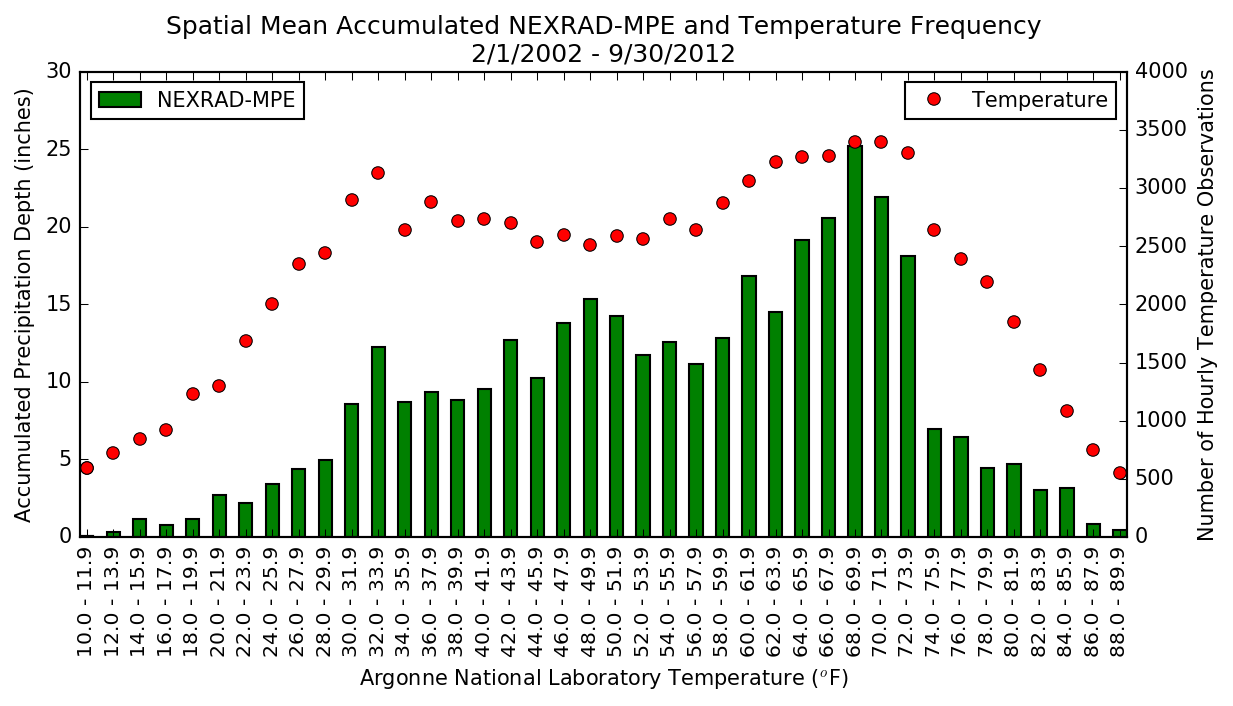 Spatial Mean Accumulated NEXRAD-MPE and Temperature Frequency
2/1/2002 - 9/30/2012
NEXRAD-MPE
Temperature
Accumulated Precipitation Depth (inches)
30
25
20
15
10
5
0
4000
3500
3000
2500
2000
1500
1000
500
0
Number of Hourly Temperature Observations
10.0 - 11.9
12.0 - 13.9
14.0 - 15.9
16.0 - 17.9
18.0 - 19.9
20.0 - 21.9
22.0 - 23.9
24.0 - 25.9
26.0 - 27.9
28.0 - 29.9
30.0 - 31.9
32.0 - 33.9
34.0 - 35.9
36.0 - 37.9
38.0 - 39.9
40.0 - 41.9
42.0 - 43.9
44.0 - 45.9
46.0 - 47.9
48.0 - 49.9
50.0 - 51.9
52.0 - 53.9
54.0 - 55.9
56.0 - 57.9
58.0 - 59.9
60.0 - 61.9
62.0 - 63.9
64.0 - 65.9
66.0 - 67.9
68.0 - 69.9
70.0 - 71.9
72.0 - 73.9
74.0 - 75.9
76.0 - 77.9
78.0 - 79.9
80.0 - 81.9
82.0 - 83.9
84.0 - 85.9
86.0 - 87.9
88.0 - 89.9
Argonne National Laboratory Temperature (°F)